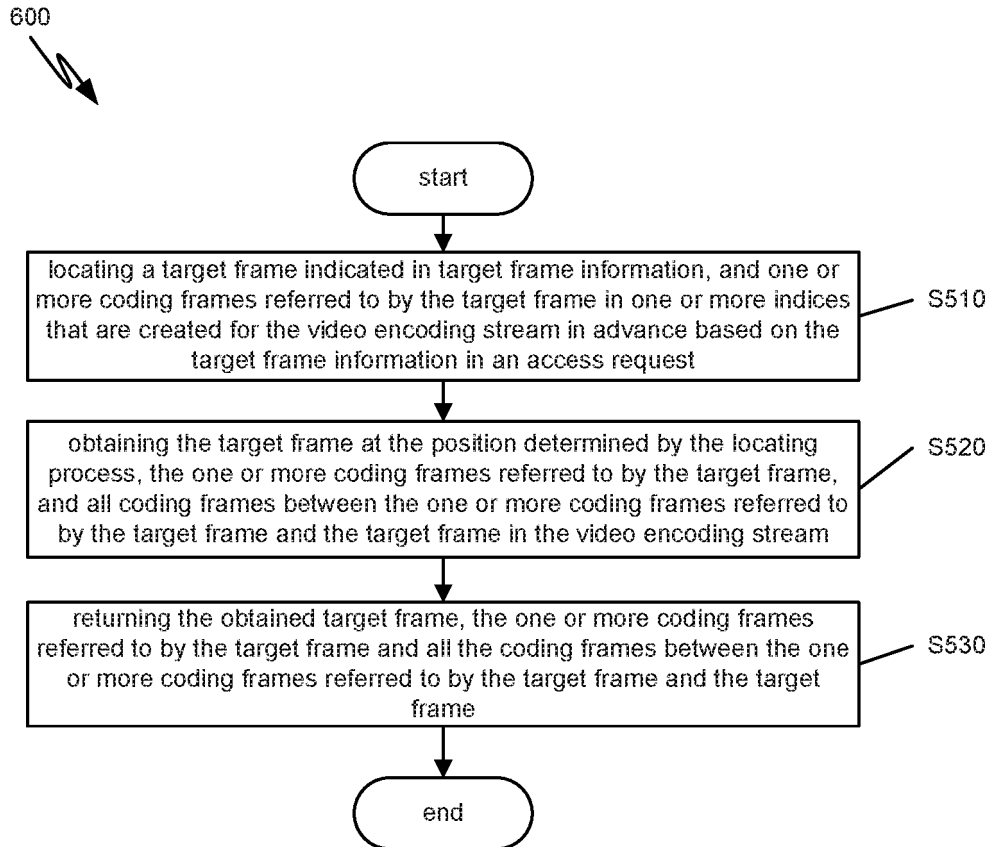 600
start
locating a target frame indicated in target frame information, and one or
more coding frames referred to by the target frame in one or more indices
that are created for the video encoding stream in advance based on the
target frame information in an access request
S510
obtaining the target frame at the position determined by the locating
process, the one or more coding frames referred to by the target frame,
and all coding frames between the one or more coding frames referred to
by the target frame and the target frame in the video encoding stream
S520
returning the obtained target frame, the one or more coding frames
referred to by the target frame and all the coding frames between the one
or more coding frames referred to by the target frame and the target
frame
S530
end